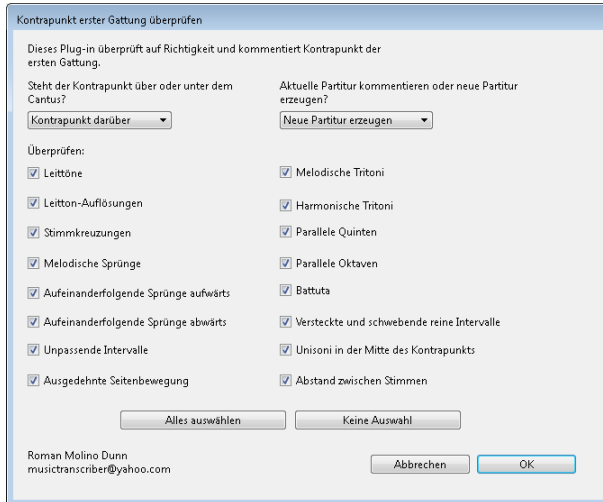 Kontrapunkt erster Gattung überprüfen
Dieses Plug-in überprüft auf Richtigkeit und kommentiert Kontrapunkt der
ersten Gattung.
Steht der Kontrapunkt über oder unter dem
Cantus?
Kontrapunkt darüber
Aktuelle Partitur kommentieren oder neue Partitur
erzeugen?
Neue Partitur erzeugen
Überprüfen:
Leittöne
Leitton-Auflösungen
Stimmkreuzungen
Melodische Sprünge
Aufeinanderfolgende Sprünge aufwärts
Aufeinanderfolgende Sprünge abwärts
Unpassende Intervalle
Ausgedehnte Seitenbewegung
Melodische Tritoni
Harmonische Tritoni
Parallele Quinten
Parallele Oktaven
Battuta
Versteckte und schwebende reine Intervalle
Unisoni in der Mitte des Kontrapunkts
Abstand zwischen Stimmen
Alles auswählen
Keine Auswahl
Roman Molino Dunn
musictranscriber@yahoo.com
Abbrechen
OK